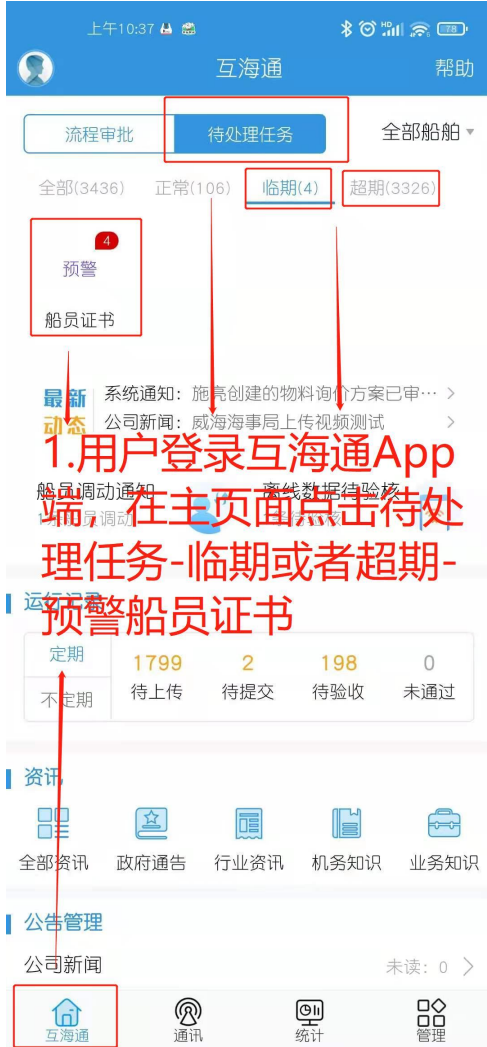 上午10:37
HD
78
互海通
帮助
流程审批
待处理任务
全部船舶
全部(3436)
正常(106)
临期(4)
超期(3326)
4
预警
船员证书
最新
动态
系统通知：施亮创建的物料询价方案已审…
公司新闻：威海海事局上传视频测试
1.用户登录互海通App
端，在主页面点击待处
理任务-临期或者超期-
预警船员证书
船员调动通知
离线数据待验核
运行记录
定期
不定期
1799
2
198
0
待上传
待提交
待验收
未通过
资讯
全部资讯
政府通告
行业资讯
机务知识
业务知识
公告管理
公司新闻
未读：0
互海通
通讯
统计
管理